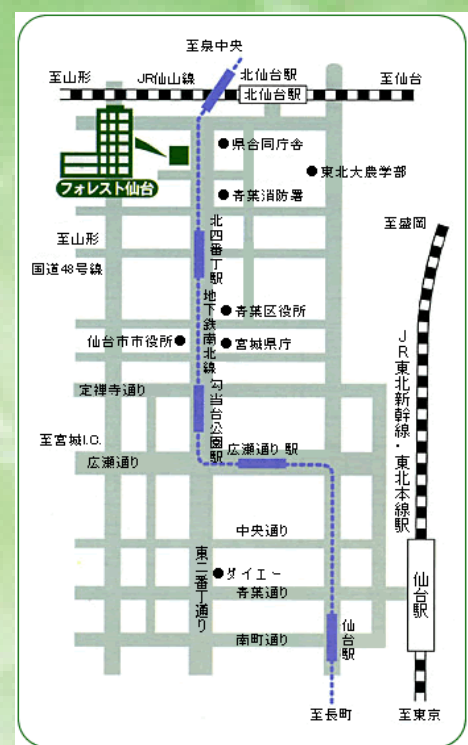 至泉中央
北仙台駅
至山形
JR仙山線
北仙台駅
至仙台
県合同庁舎
東北大農学部
フォレスト仙台
青葉消防署
至盛岡
北四番丁駅
至山形
国道48号線
地下鉄南北線
青葉区役所
仙台市市役所
宮城県庁
JR東北新幹線・東北本線駅
定禅寺通り
勾当台公園駅
至宮城I.C.
広瀬通り
広瀬通り 駅
中央通り
東二番丁通り
ダイエー
青葉通り
仙台駅
南町通り
仙台駅
至長町
至東京